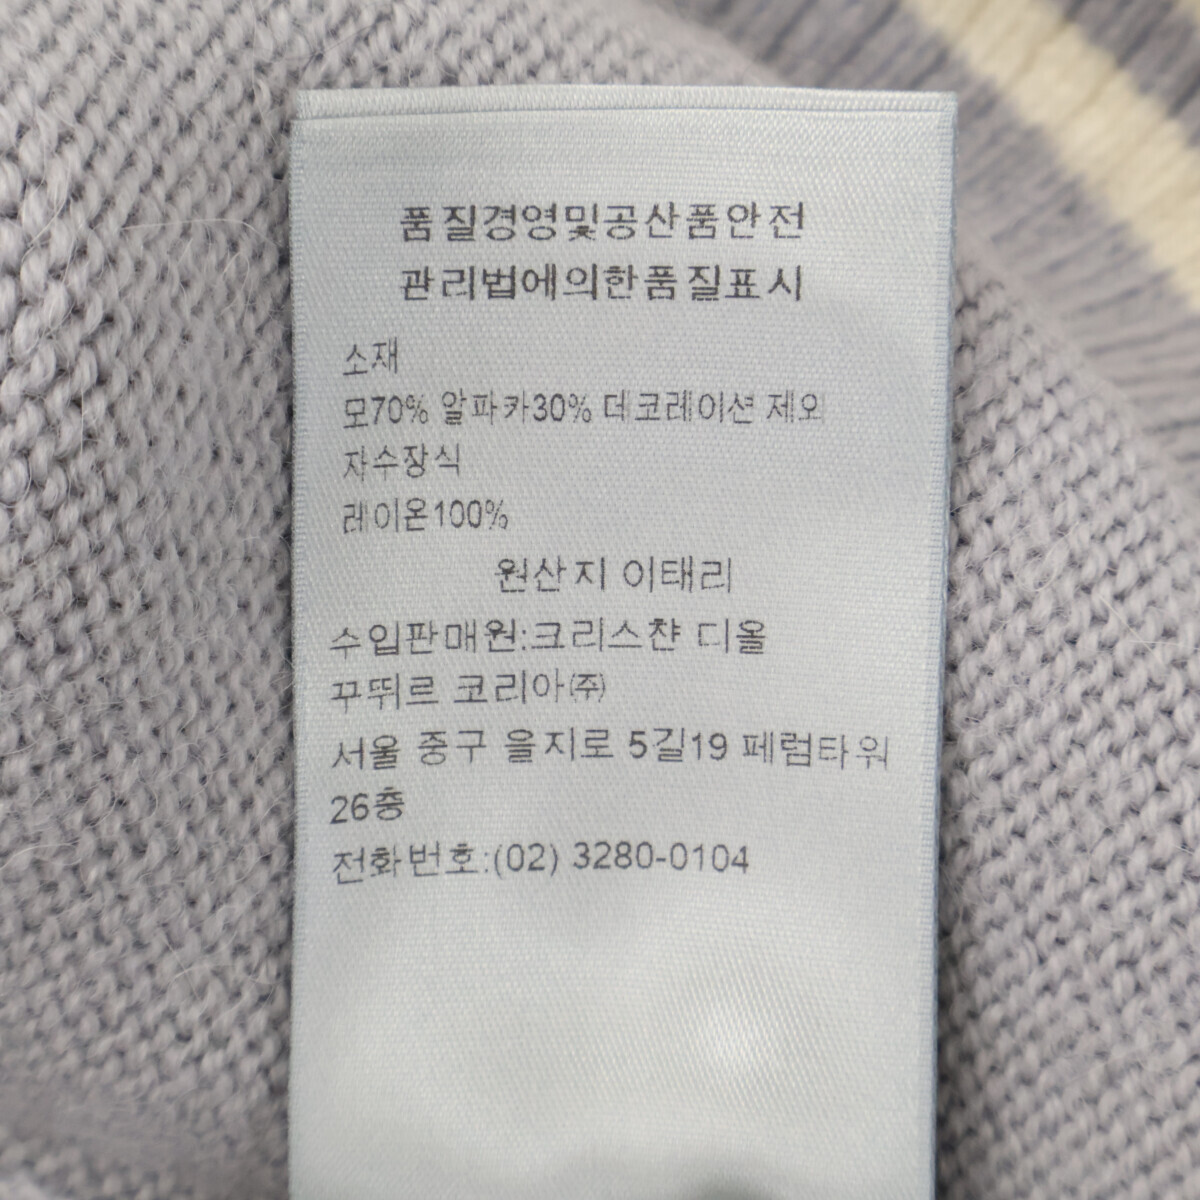 품질경영및공산품안전
관리법에의한품질표시
소재
모70% 알파카30% 데코레이션 제외
자수장식
레이온100%
원산지 이태리
수입판매원:크리스챤 디올
꾸뛰르 코리아㈜
서울 중구 을지로 5길19 페럼타워
26층
전화번호:(02) 3280-0104